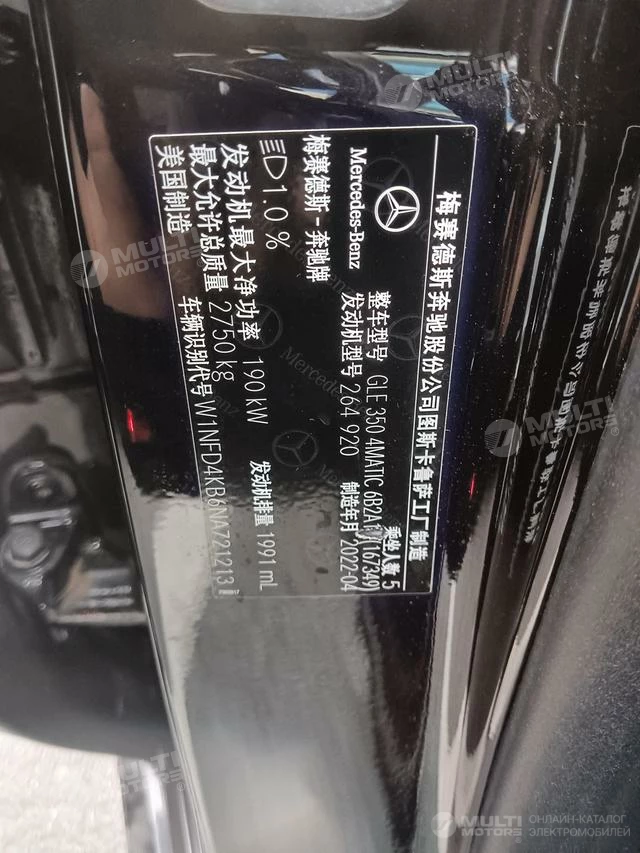 梅赛德斯奔驰股份公司图斯卡鲁萨工厂制造
Mercedes-Benz
梅赛德斯-奔驰牌
整车型号 GLE 350 4MATIC 6B2A
167349
乘坐人数 5
发动机型号 264 920
制造年月 2022-04
1.0 %
发动机最大净功率 190 kW
发动机排量 1991 mL
最大允许总质量 2750 kg
美国制造
车辆识别代号 W1NFD4KB6NA721213
MULTI MOTORS
ОНЛАЙН-КАТАЛОГ
ЭЛЕКТРОМОБИЛЕЙ